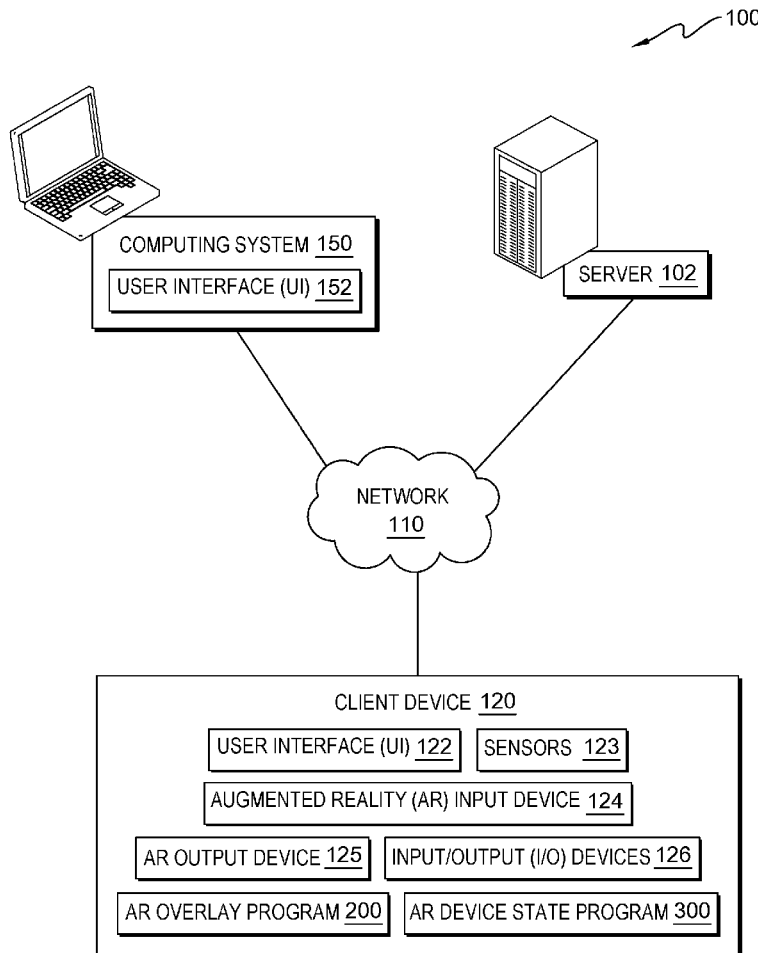 100
COMPUTING SYSTEM 150
USER INTERFACE (UI) 152
SERVER 102
NETWORK
110
CLIENT DEVICE 120
USER INTERFACE (UI) 122
SENSORS 123
AUGMENTED REALITY (AR) INPUT DEVICE 124
AR OUTPUT DEVICE 125
INPUT/OUTPUT (I/O) DEVICES 126
AR OVERLAY PROGRAM 200
AR DEVICE STATE PROGRAM 300